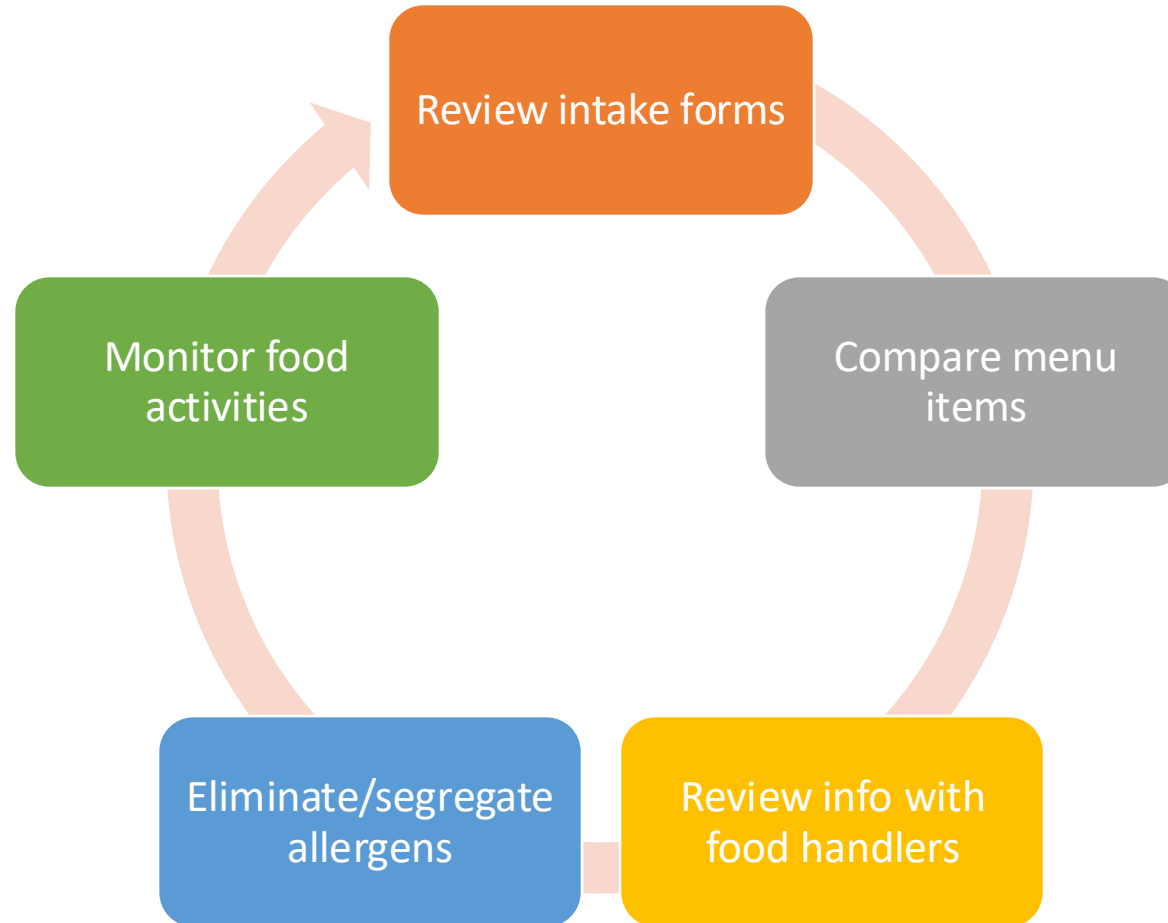 Review intake forms
Compare menu
items
Review info with
food handlers
Eliminate/segregate
allergens
Monitor food
activities